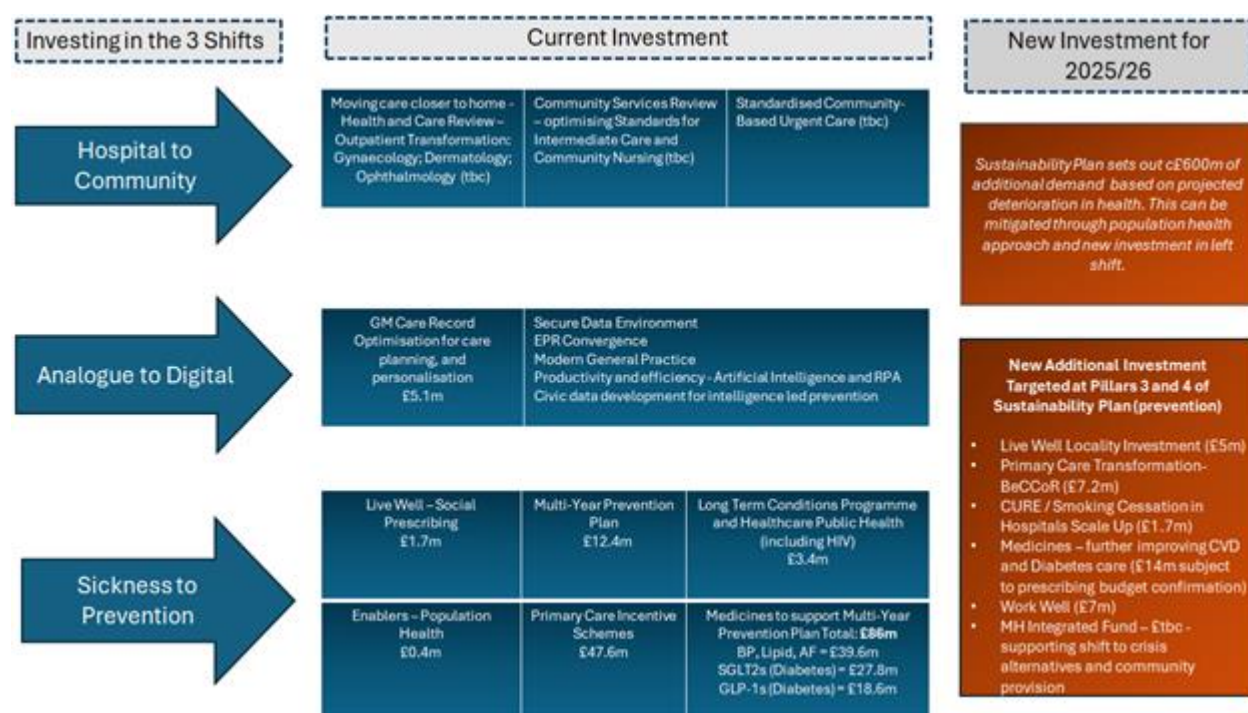 Investing in the 3 Shifts
Current Investment
New Investment for
2025/26
Hospital to
Community
Moving care closer to home -
Health and Care Review –
Outpatient Transformation:
Gynaecology; Dermatology;
Ophthalmology (tbc)
Community Services Review
– optimising Standards for
Intermediate Care and
Community Nursing (tbc)
Standardised Community-
Based Urgent Care (tbc)
Sustainability Plan sets out c£600m of
additional demand based on projected
deterioration in health. This can be
mitigated through population health
approach and new investment in left
shift.
Analogue to Digital
GM Care Record
Optimisation for care
planning, and
personalisation
£5.1m
Secure Data Environment
EPR Convergence
Modern General Practice
Productivity and efficiency - Artificial Intelligence and RPA
Civic data development for intelligence led prevention
Sickness to
Prevention
Live Well – Social
Prescribing
£1.7m
Multi-Year Prevention
Plan
£12.4m
Long Term Conditions Programme
and Healthcare Public Health
(including HIV)
£3.4m
Enablers – Population
Health
£0.4m
Primary Care Incentive
Schemes
£47.6m
Medicines to support Multi-Year
Prevention Plan Total: £86m
BP, Lipid, AF = £39.6m
SGLT2s (Diabetes) = £27.8m
GLP-1s (Diabetes) = £18.6m
New Additional Investment
Targeted at Pillars 3 and 4 of
Sustainability Plan (prevention)
• Live Well Locality Investment (£5m)
• Primary Care Transformation-
BeCCoR (£7.2m)
• CURE / Smoking Cessation in
Hospitals Scale Up (£1.7m)
• Medicines – further improving CVD
and Diabetes care (£14m subject
to prescribing budget confirmation)
• Work Well (£7m)
• MH Integrated Fund – £tbc -
supporting shift to crisis
alternatives and community
provision